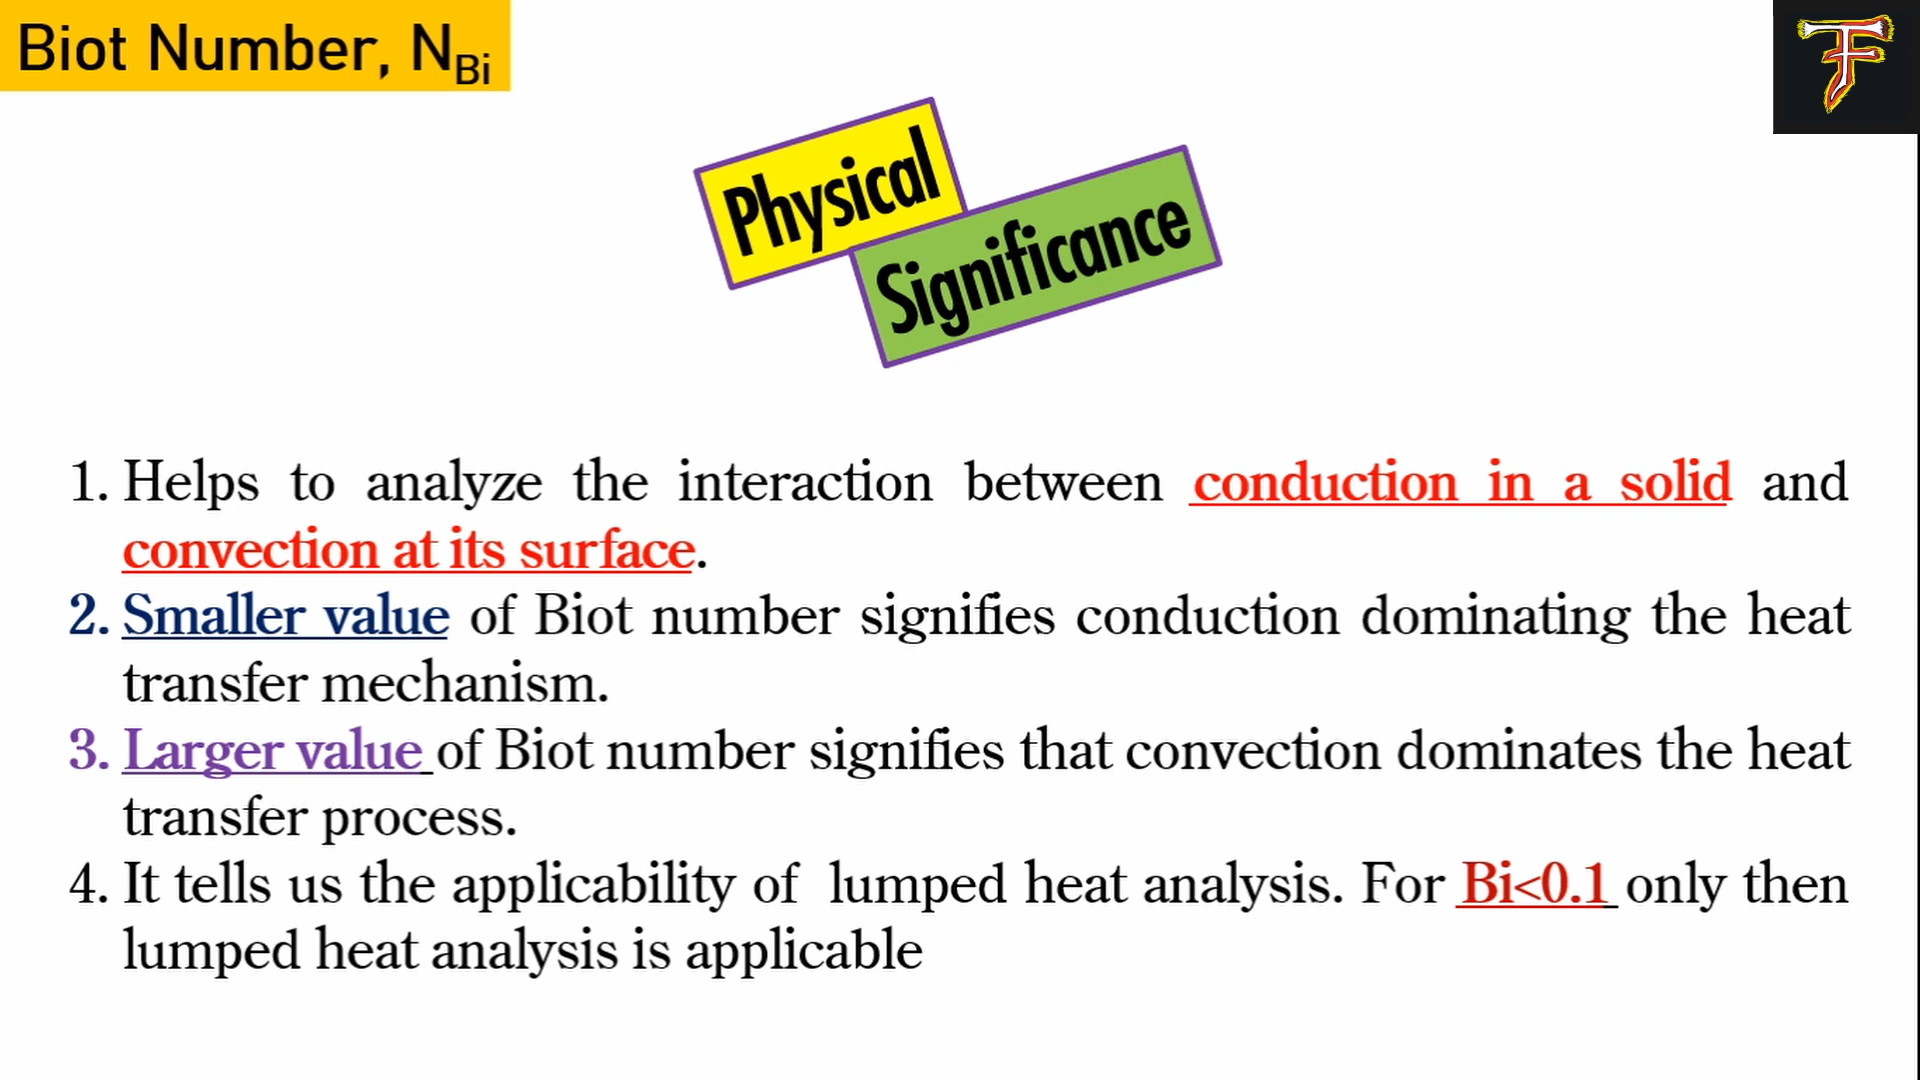 Biot Number, N_Bi
TF
Physical
Significance
1. Helps to analyze the interaction between conduction in a solid and
convection at its surface.
2. Smaller value of Biot number signifies conduction dominating the heat
transfer mechanism.
3. Larger value of Biot number signifies that convection dominates the heat
transfer process.
4. It tells us the applicability of lumped heat analysis. For Bi<0.1 only then
lumped heat analysis is applicable